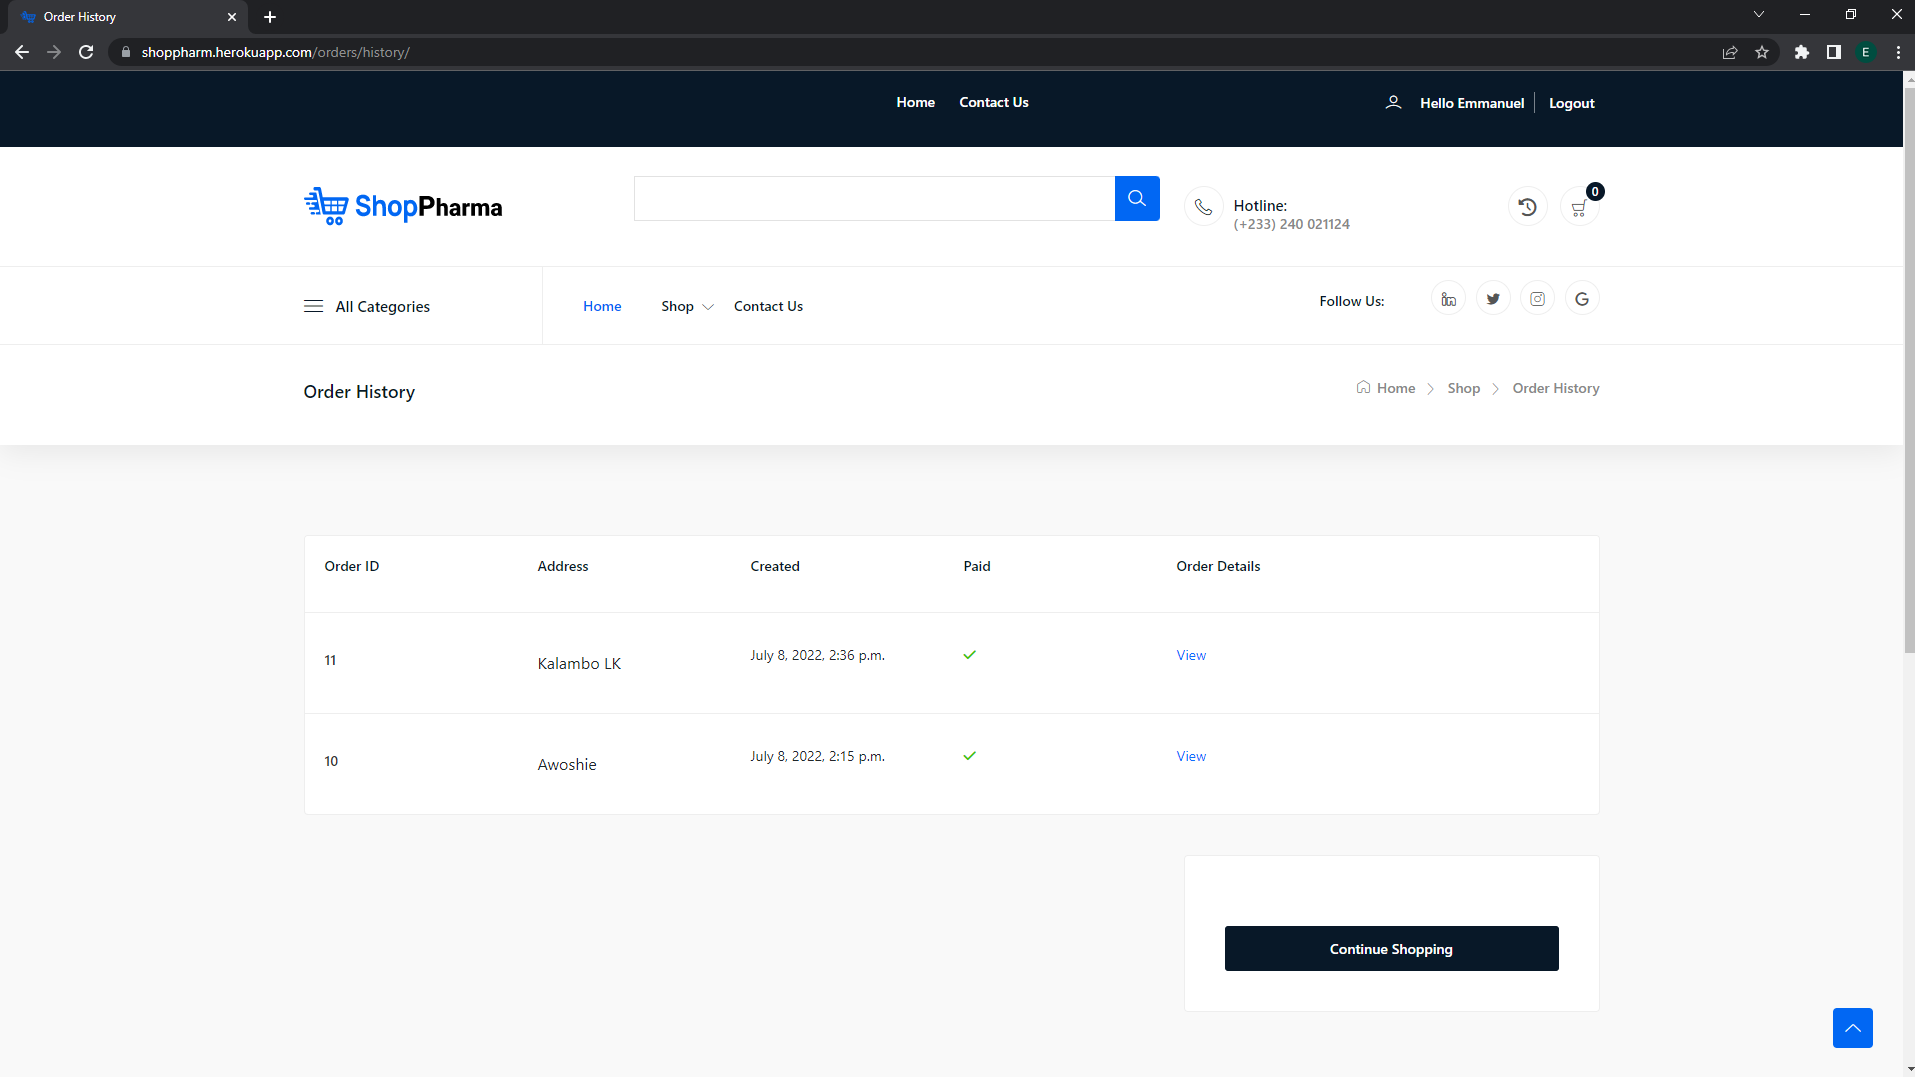 Order History
shoppharm.herokuapp.com/orders/history/
E
Home Contact Us Hello Emmanuel Logout
ShopPharma
Hotline:
(+233) 240 021124
0
All Categories Home Shop Contact Us Follow Us:
Order History Home Shop Order History
Order ID Address Created Paid Order Details
11 Kalambo LK July 8, 2022, 2:36 p.m. View
10 Awoshie July 8, 2022, 2:15 p.m. View
Continue Shopping